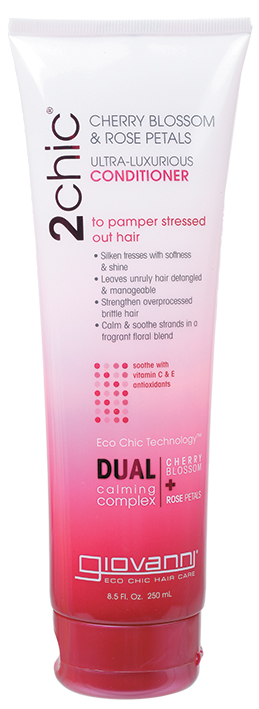 2chic®
CHERRY BLOSSOM
& ROSE PETALS
ULTRA-LUXURIOUS
CONDITIONER
to pamper stressed
out hair
• Silken tresses with softness
& shine
• Leaves unruly hair detangled
& manageable
• Strengthen overprocessed
brittle hair
• Calm & soothe strands in a
fragrant floral blend
soothe with
vitamin C & E
antioxidants
Eco Chic Technology™
DUAL
calming
complex
CHERRY
BLOSSOM
+
ROSE PETALS
giovanni®
ECO CHIC HAIR CARE
8.5 Fl. Oz. 250 mL